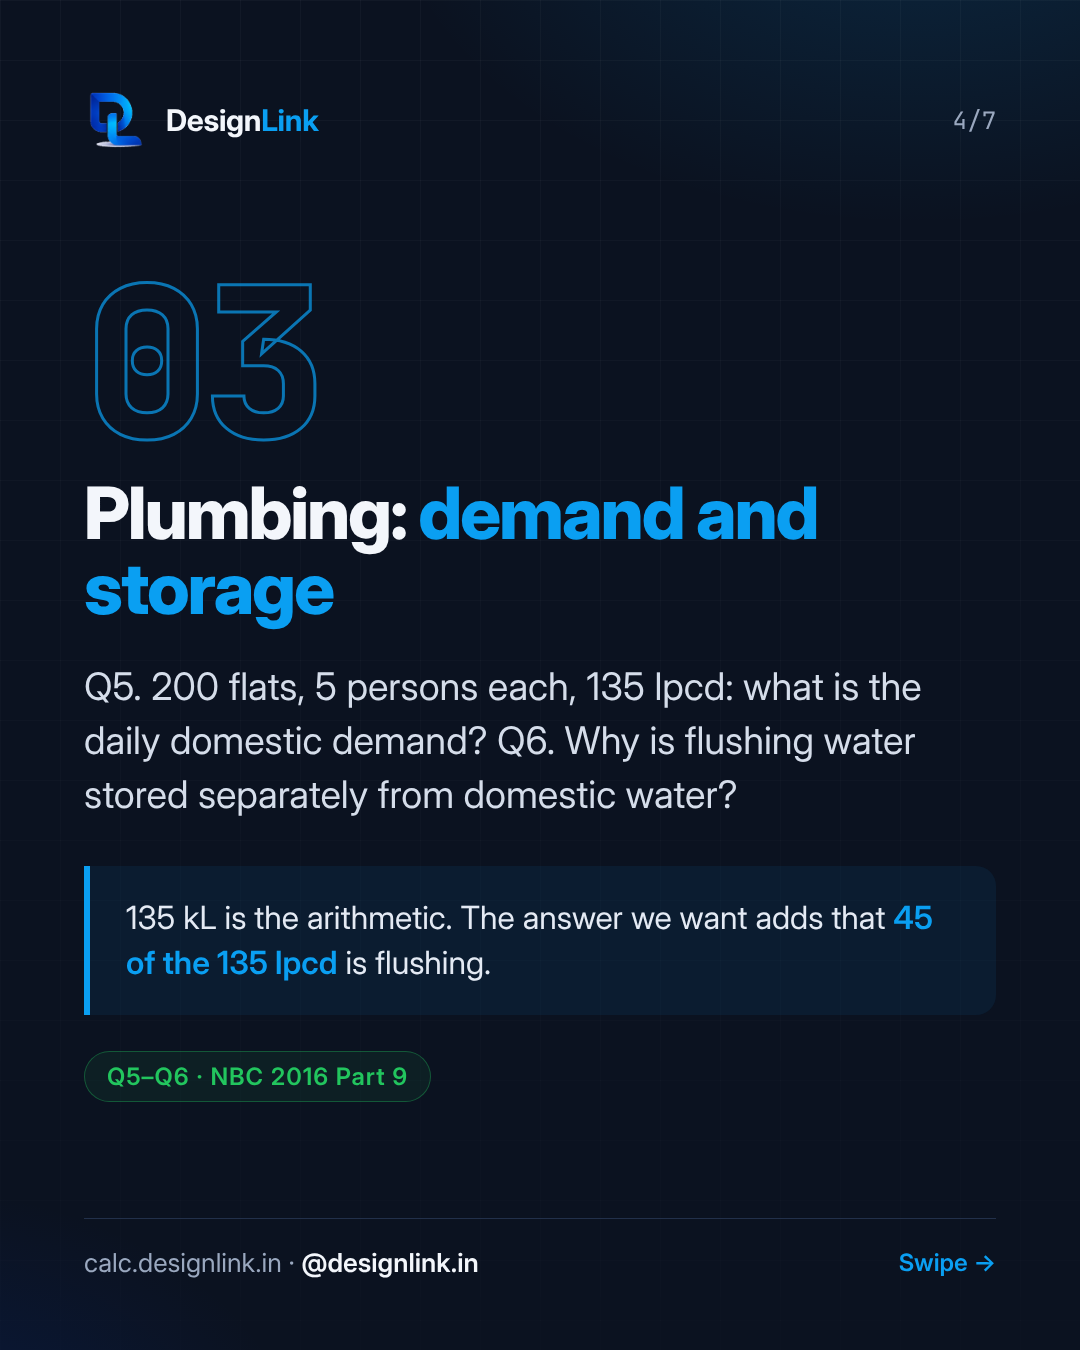 DesignLink
4/7
03
Plumbing: demand and
storage
Q5. 200 flats, 5 persons each, 135 lpcd: what is the
daily domestic demand? Q6. Why is flushing water
stored separately from domestic water?
135 kL is the arithmetic. The answer we want adds that 45
of the 135 lpcd is flushing.
Q5–Q6 · NBC 2016 Part 9
calc.designlink.in · @designlink.in
Swipe →